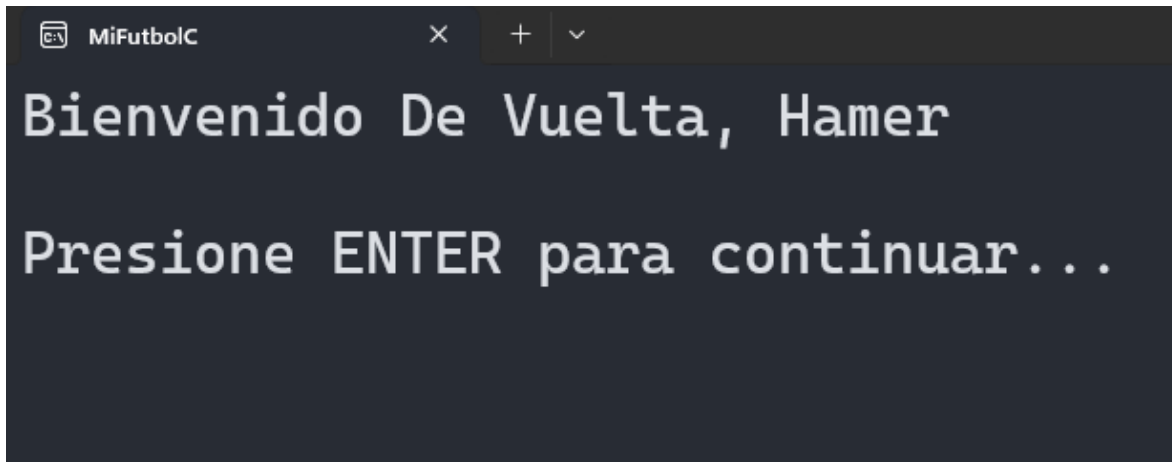 MiFutbolC
Bienvenido De Vuelta, Hamer
Presione ENTER para continuar...